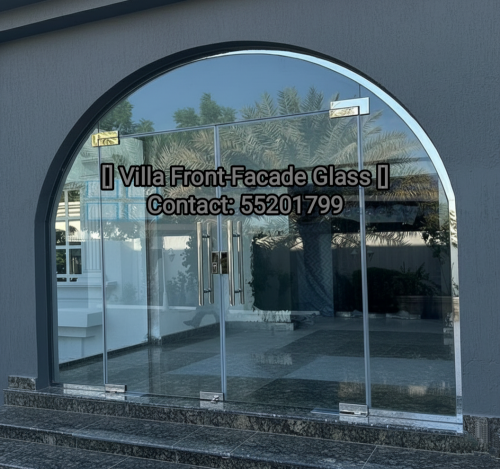 [] Villa Front-Facade Glass []
Contact: 55201799